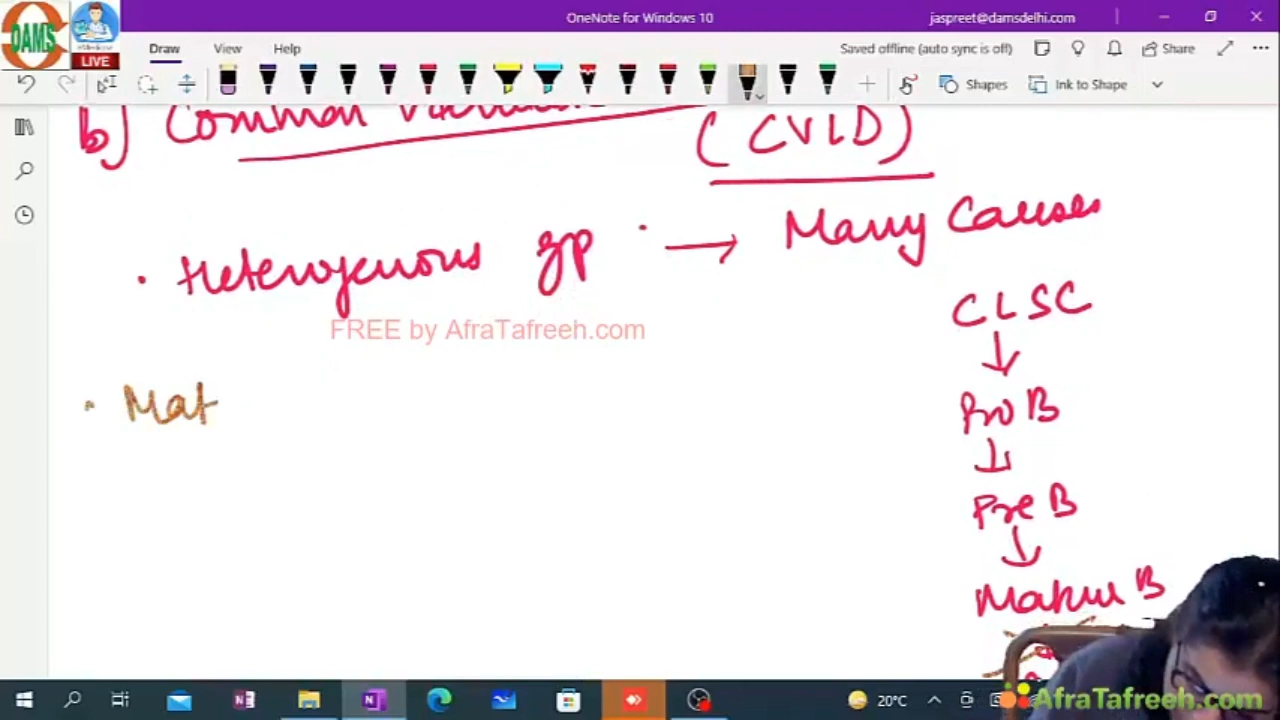 DAMS
eMedicoz
LIVE
OneNote for Windows 10
jaspreet@damsdelhi.com
Draw View Help
Saved offline (auto sync is off)
Share
Shapes
Ink to Shape
b) Common
(CVID)
• Heterogenous gp → Many Causes
FREE by AfraTafreeh.com
CLSC
↓
Pro B
• Mat
↓
Pre B
↓
Mature B
20°C
AfraTafreeh.com